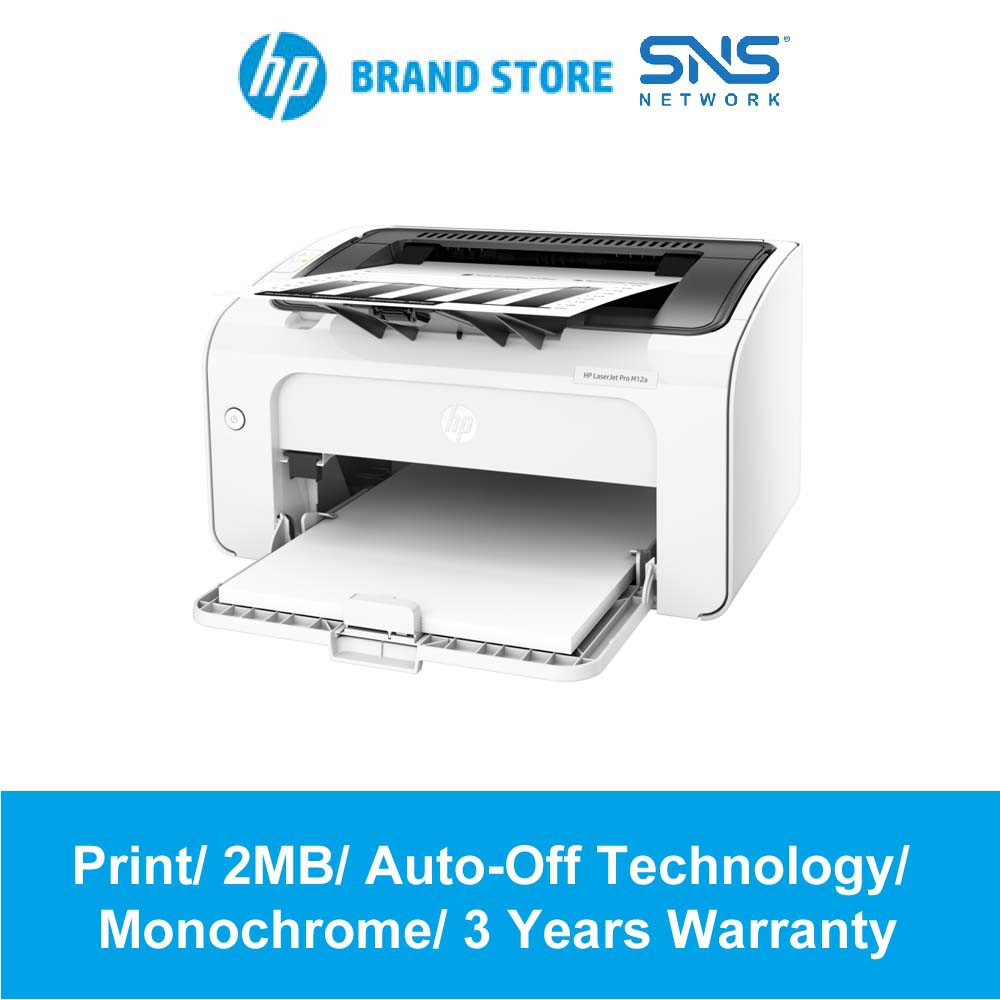 hp BRAND STORE SNS®
NETWORK
HP LaserJet Pro M12a
hp
Print/ 2MB/ Auto-Off Technology/
Monochrome/ 3 Years Warranty